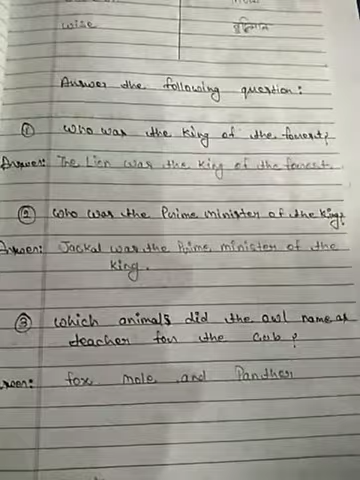 wise बुद्धिमान
Answer the following question:
① Who was the King of the forest?
Answer: The Lion was the King of the forest.
② Who was the Prime minister of the King?
Answer: Jackal was the Prime minister of the
King.
③ Which animals did the owl name as
teacher for the Cub?
Answer: fox, mole and Panther